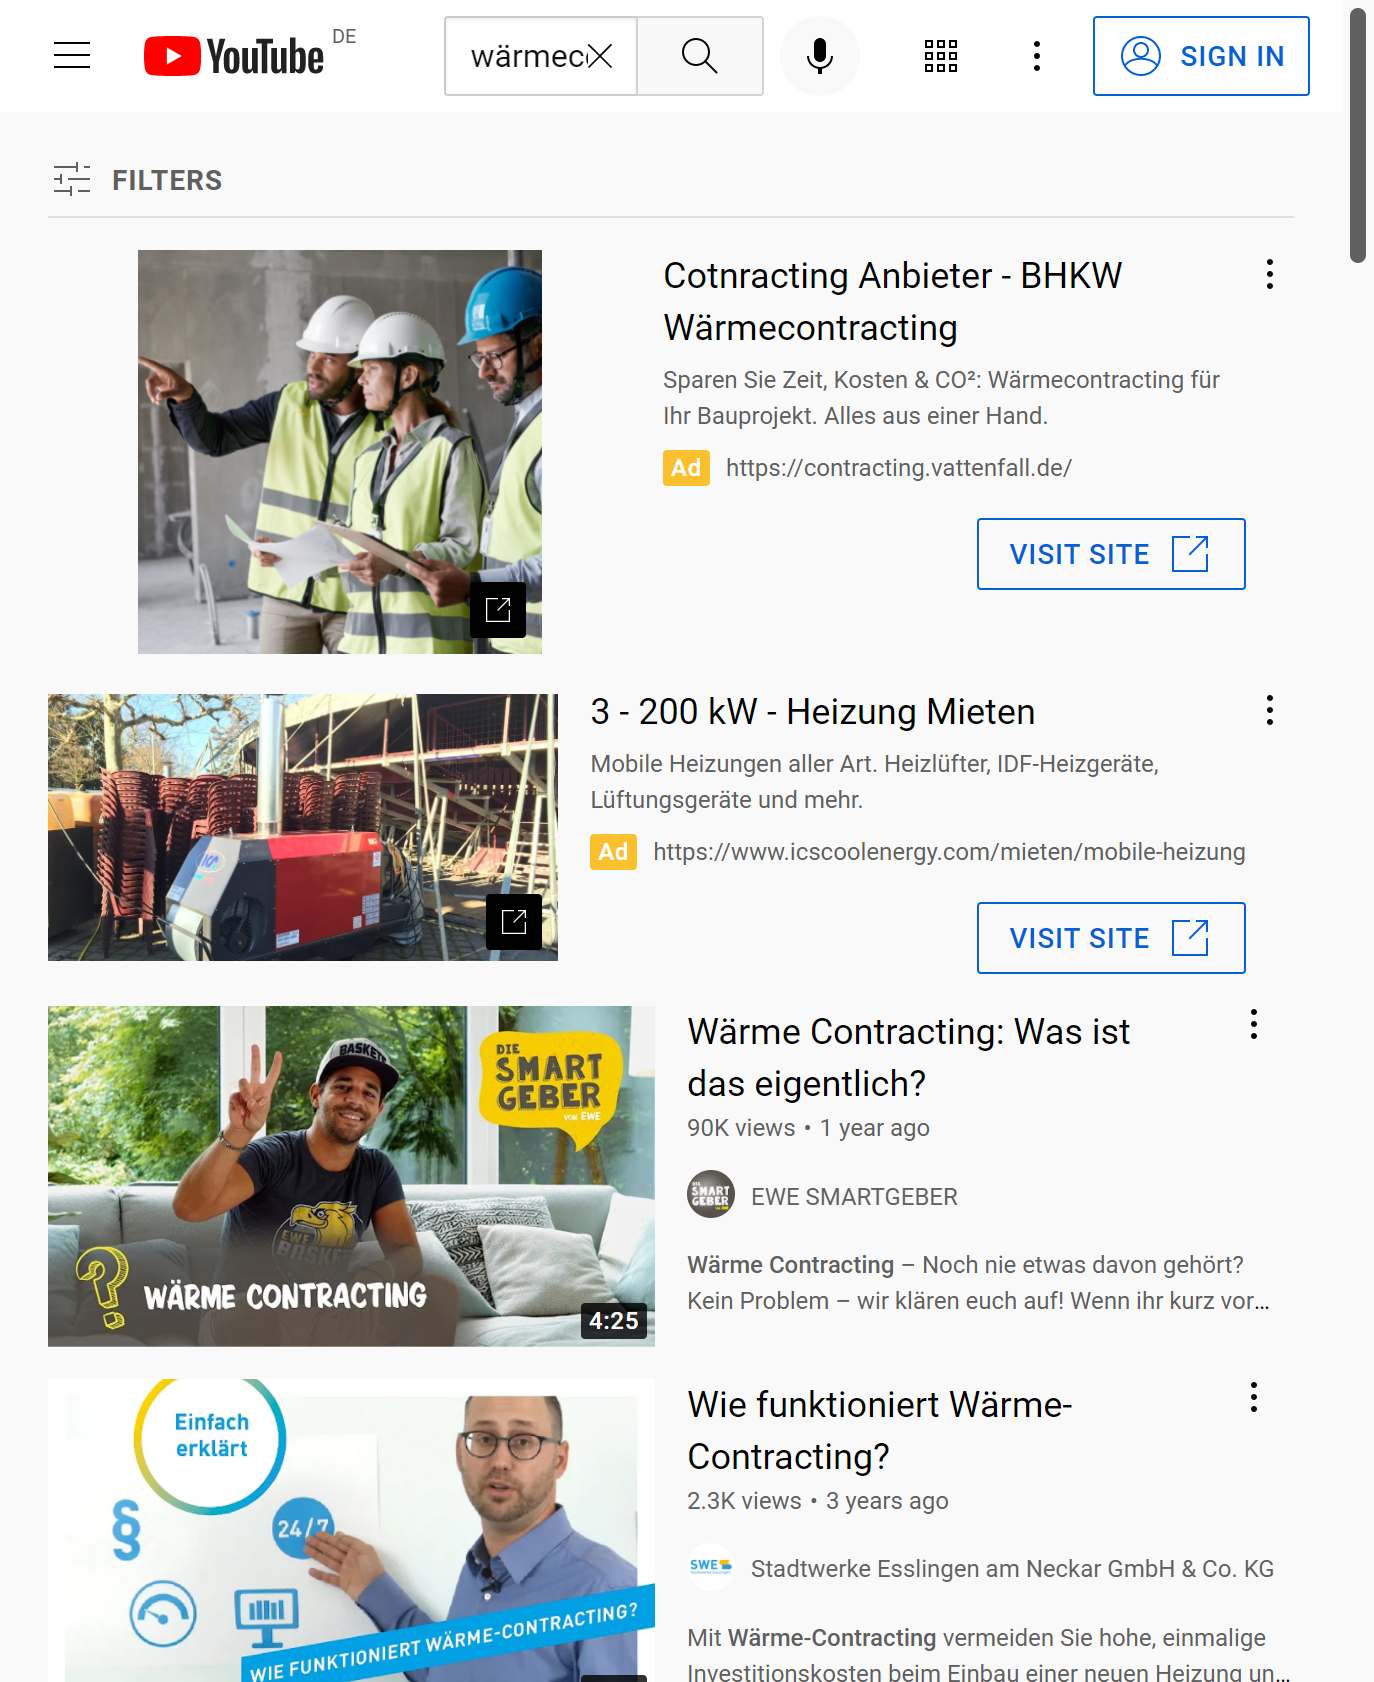 YouTube DE
wärmec
SIGN IN
FILTERS
Cotnracting Anbieter - BHKW
Wärmecontracting
Sparen Sie Zeit, Kosten & CO²: Wärmecontracting für
Ihr Bauprojekt. Alles aus einer Hand.
Ad https://contracting.vattenfall.de/
VISIT SITE
3 - 200 kW - Heizung Mieten
Mobile Heizungen aller Art. Heizlüfter, IDF-Heizgeräte,
Lüftungsgeräte und mehr.
Ad https://www.icscoolenergy.com/mieten/mobile-heizung
VISIT SITE
BASKETS
DIE
SMART
GEBER
VON EWE
EWE
BASKE
WÄRME CONTRACTING
4:25
Wärme Contracting: Was ist
das eigentlich?
90K views • 1 year ago
DIE
SMART
GEBER
EWE SMARTGEBER
Wärme Contracting – Noch nie etwas davon gehört?
Kein Problem – wir klären euch auf! Wenn ihr kurz vor...
Einfach
erklärt
§
24/7
WIE FUNKTIONIERT WÄRME-CONTRACTING?
Wie funktioniert Wärme-
Contracting?
2.3K views • 3 years ago
SWE
Stadtwerke Esslingen am Neckar GmbH & Co. KG
Mit Wärme-Contracting vermeiden Sie hohe, einmalige
Investitionskosten beim Einbau einer neuen Heizung un...